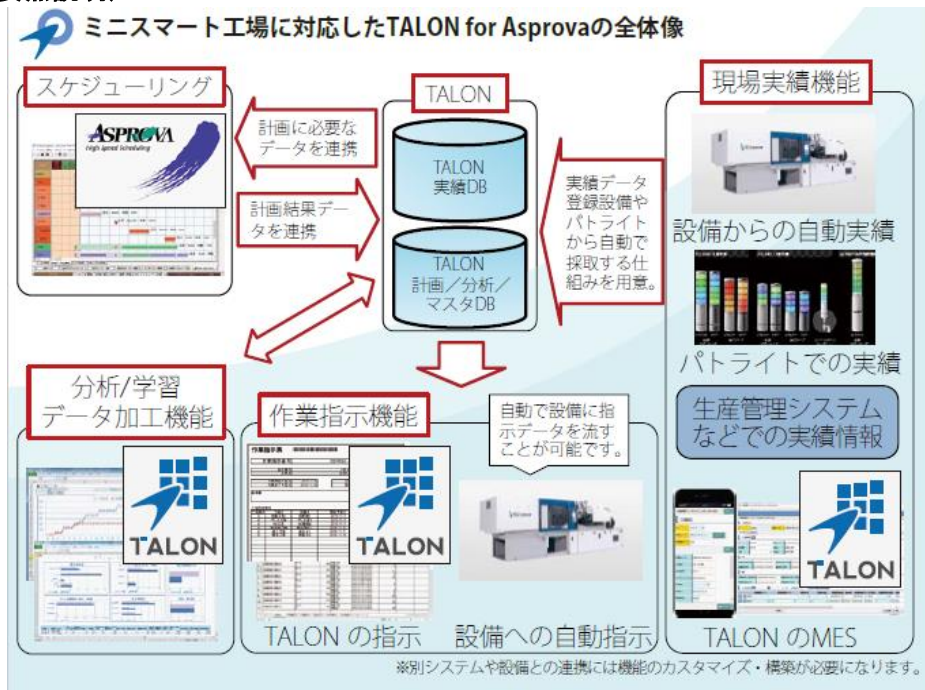 ミニスマート工場に対応したTALON for Asprovaの全体像
スケジューリング
ASPROVA
High Speed Scheduling
計画に必要な
データを連携
計画結果デー
タを連携
TALON
TALON
実績DB
TALON
計画／分析／
マスタDB
実績データ
登録設備や
パトライト
から自動で
採取する仕
組みを用意。
現場実績機能
設備からの自動実績
パトライトでの実績
生産管理システム
などでの実績情報
TALON
TALON のMES
分析/学習
データ加工機能
TALON
作業指示機能
作業指示書
TALON
TALON の指示
自動で設備に指
示データを流す
ことが可能です。
設備への自動指示
※別システムや設備との連携には機能のカスタマイズ・構築が必要になります。